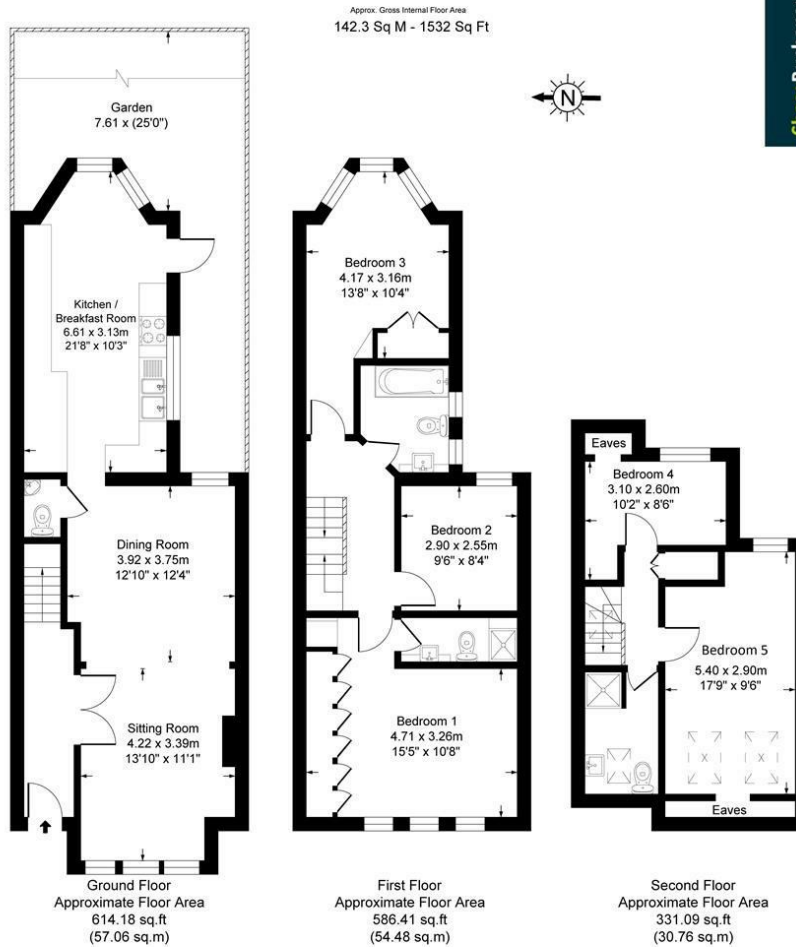 Approx. Gross Internal Floor Area
142.3 Sq M - 1532 Sq Ft
N
Garden
7.61 x (25'0")
Kitchen /
Breakfast Room
6.61 x 3.13m
21'8" x 10'3"
Dining Room
3.92 x 3.75m
12'10" x 12'4"
Sitting Room
4.22 x 3.39m
13'10" x 11'1"
Ground Floor
Approximate Floor Area
614.18 sq.ft
(57.06 sq.m)
Bedroom 3
4.17 x 3.16m
13'8" x 10'4"
Bedroom 2
2.90 x 2.55m
9'6" x 8'4"
Bedroom 1
4.71 x 3.26m
15'5" x 10'8"
First Floor
Approximate Floor Area
586.41 sq.ft
(54.48 sq.m)
Eaves
Bedroom 4
3.10 x 2.60m
10'2" x 8'6"
Bedroom 5
5.40 x 2.90m
17'9" x 9'6"
Eaves
Second Floor
Approximate Floor Area
331.09 sq.ft
(30.76 sq.m)